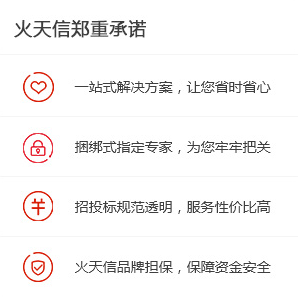 火天信郑重承诺
一站式解决方案，让您省时省心
捆绑式指定专家，为您牢牢把关
招投标规范透明，服务性价比高
火天信品牌担保，保障资金安全